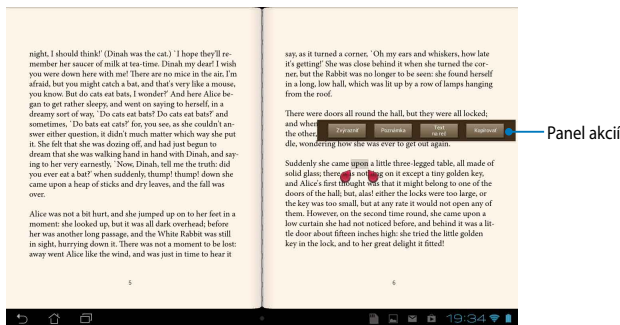 night, I should think!' (Dinah was the cat.) `I hope they'll re-
member her saucer of milk at tea-time. Dinah my dear! I wish
you were down here with me! There are no mice in the air, I'm
afraid, but you might catch a bat, and that's very like a mouse,
you know. But do cats eat bats, I wonder?' And here Alice be-
gan to get rather sleepy, and went on saying to herself, in a
dreamy sort of way, `Do cats eat bats? Do cats eat bats?' and
sometimes, `Do bats eat cats?' for, you see, as she couldn't an-
swer either question, it didn't much matter which way she put
it. She felt that she was dozing off, and had just begun to
dream that she was walking hand in hand with Dinah, and say-
ing to her very earnestly, `Now, Dinah, tell me the truth: did
you ever eat a bat?' when suddenly, thump! thump! down she
came upon a heap of sticks and dry leaves, and the fall was
over.
Alice was not a bit hurt, and she jumped up on to her feet in a
moment: she looked up, but it was all dark overhead; before
her was another long passage, and the White Rabbit was still
in sight, hurrying down it. There was not a moment to be lost:
away went Alice like the wind, and was just in time to hear it
5
say, as it turned a corner, `Oh my ears and whiskers, how late
it's getting!' She was close behind it when she turned the cor-
ner, but the Rabbit was no longer to be seen: she found herself
in a long, low hall, which was lit up by a row of lamps hanging
from the roof.
There were doors all round the hall, but they were all locked;
and when
Zvýrazniť
Poznámka
Text
na reč
Kopírovať
the other,
dle, wondering how she was ever to get out again.
Suddenly she came upon a little three-legged table, all made of
solid glass; there was nothing on it except a tiny golden key,
and Alice's first thought was that it might belong to one of the
doors of the hall; but, alas! either the locks were too large, or
the key was too small, but at any rate it would not open any of
them. However, on the second time round, she came upon a
low curtain she had not noticed before, and behind it was a lit-
tle door about fifteen inches high: she tried the little golden
key in the lock, and to her great delight it fitted!
6
19:34
Panel akcií